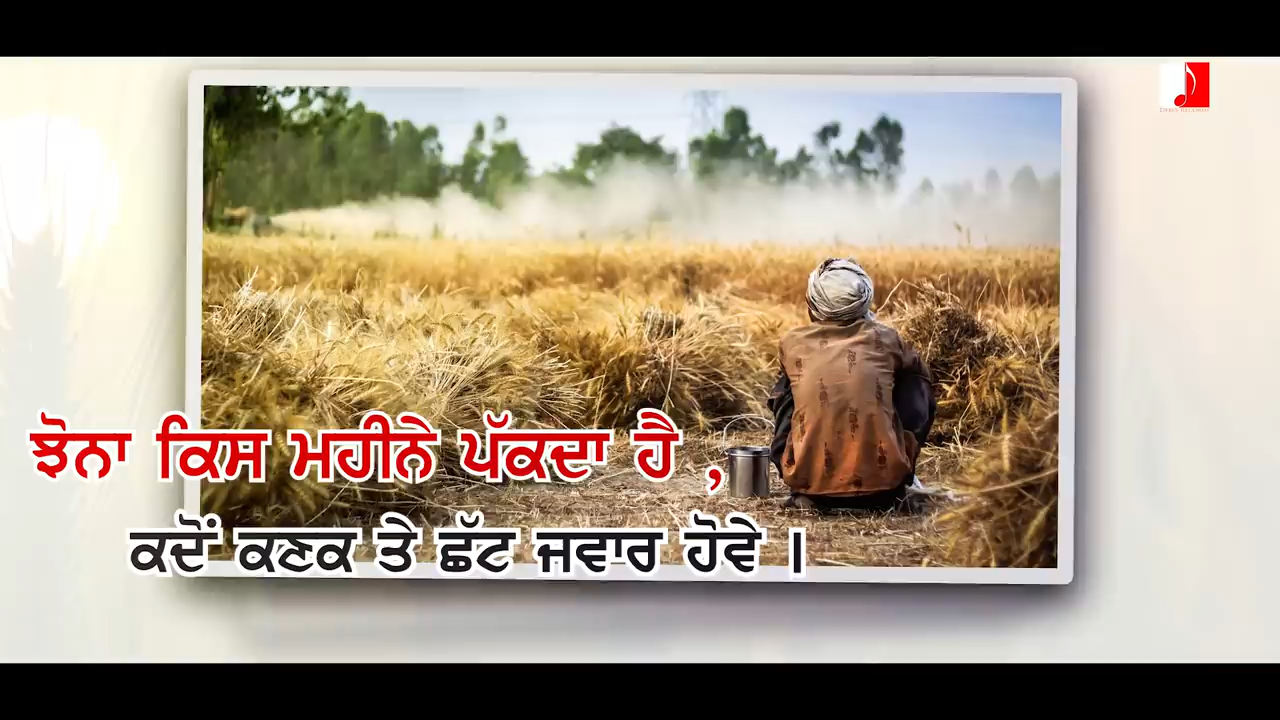 ਝੋਨਾ ਕਿਸ ਮਹੀਨੇ ਪੱਕਦਾ ਹੈ ,
ਕਦੋਂ ਕਣਕ ਤੇ ਛੱਟ ਜਵਾਰ ਹੋਵੇ ।